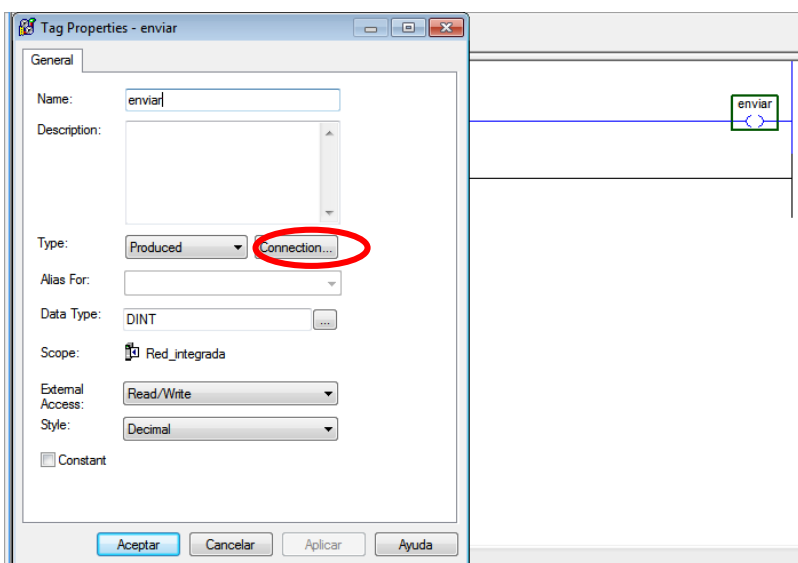 Tag Properties - enviar
General
Name: enviar
Description:
Type: Produced Connection...
Alias For:
Data Type: DINT ...
Scope: Red_integrada
External Access: Read/Write
Style: Decimal
Constant
Aceptar Cancelar Aplicar Ayuda
enviar